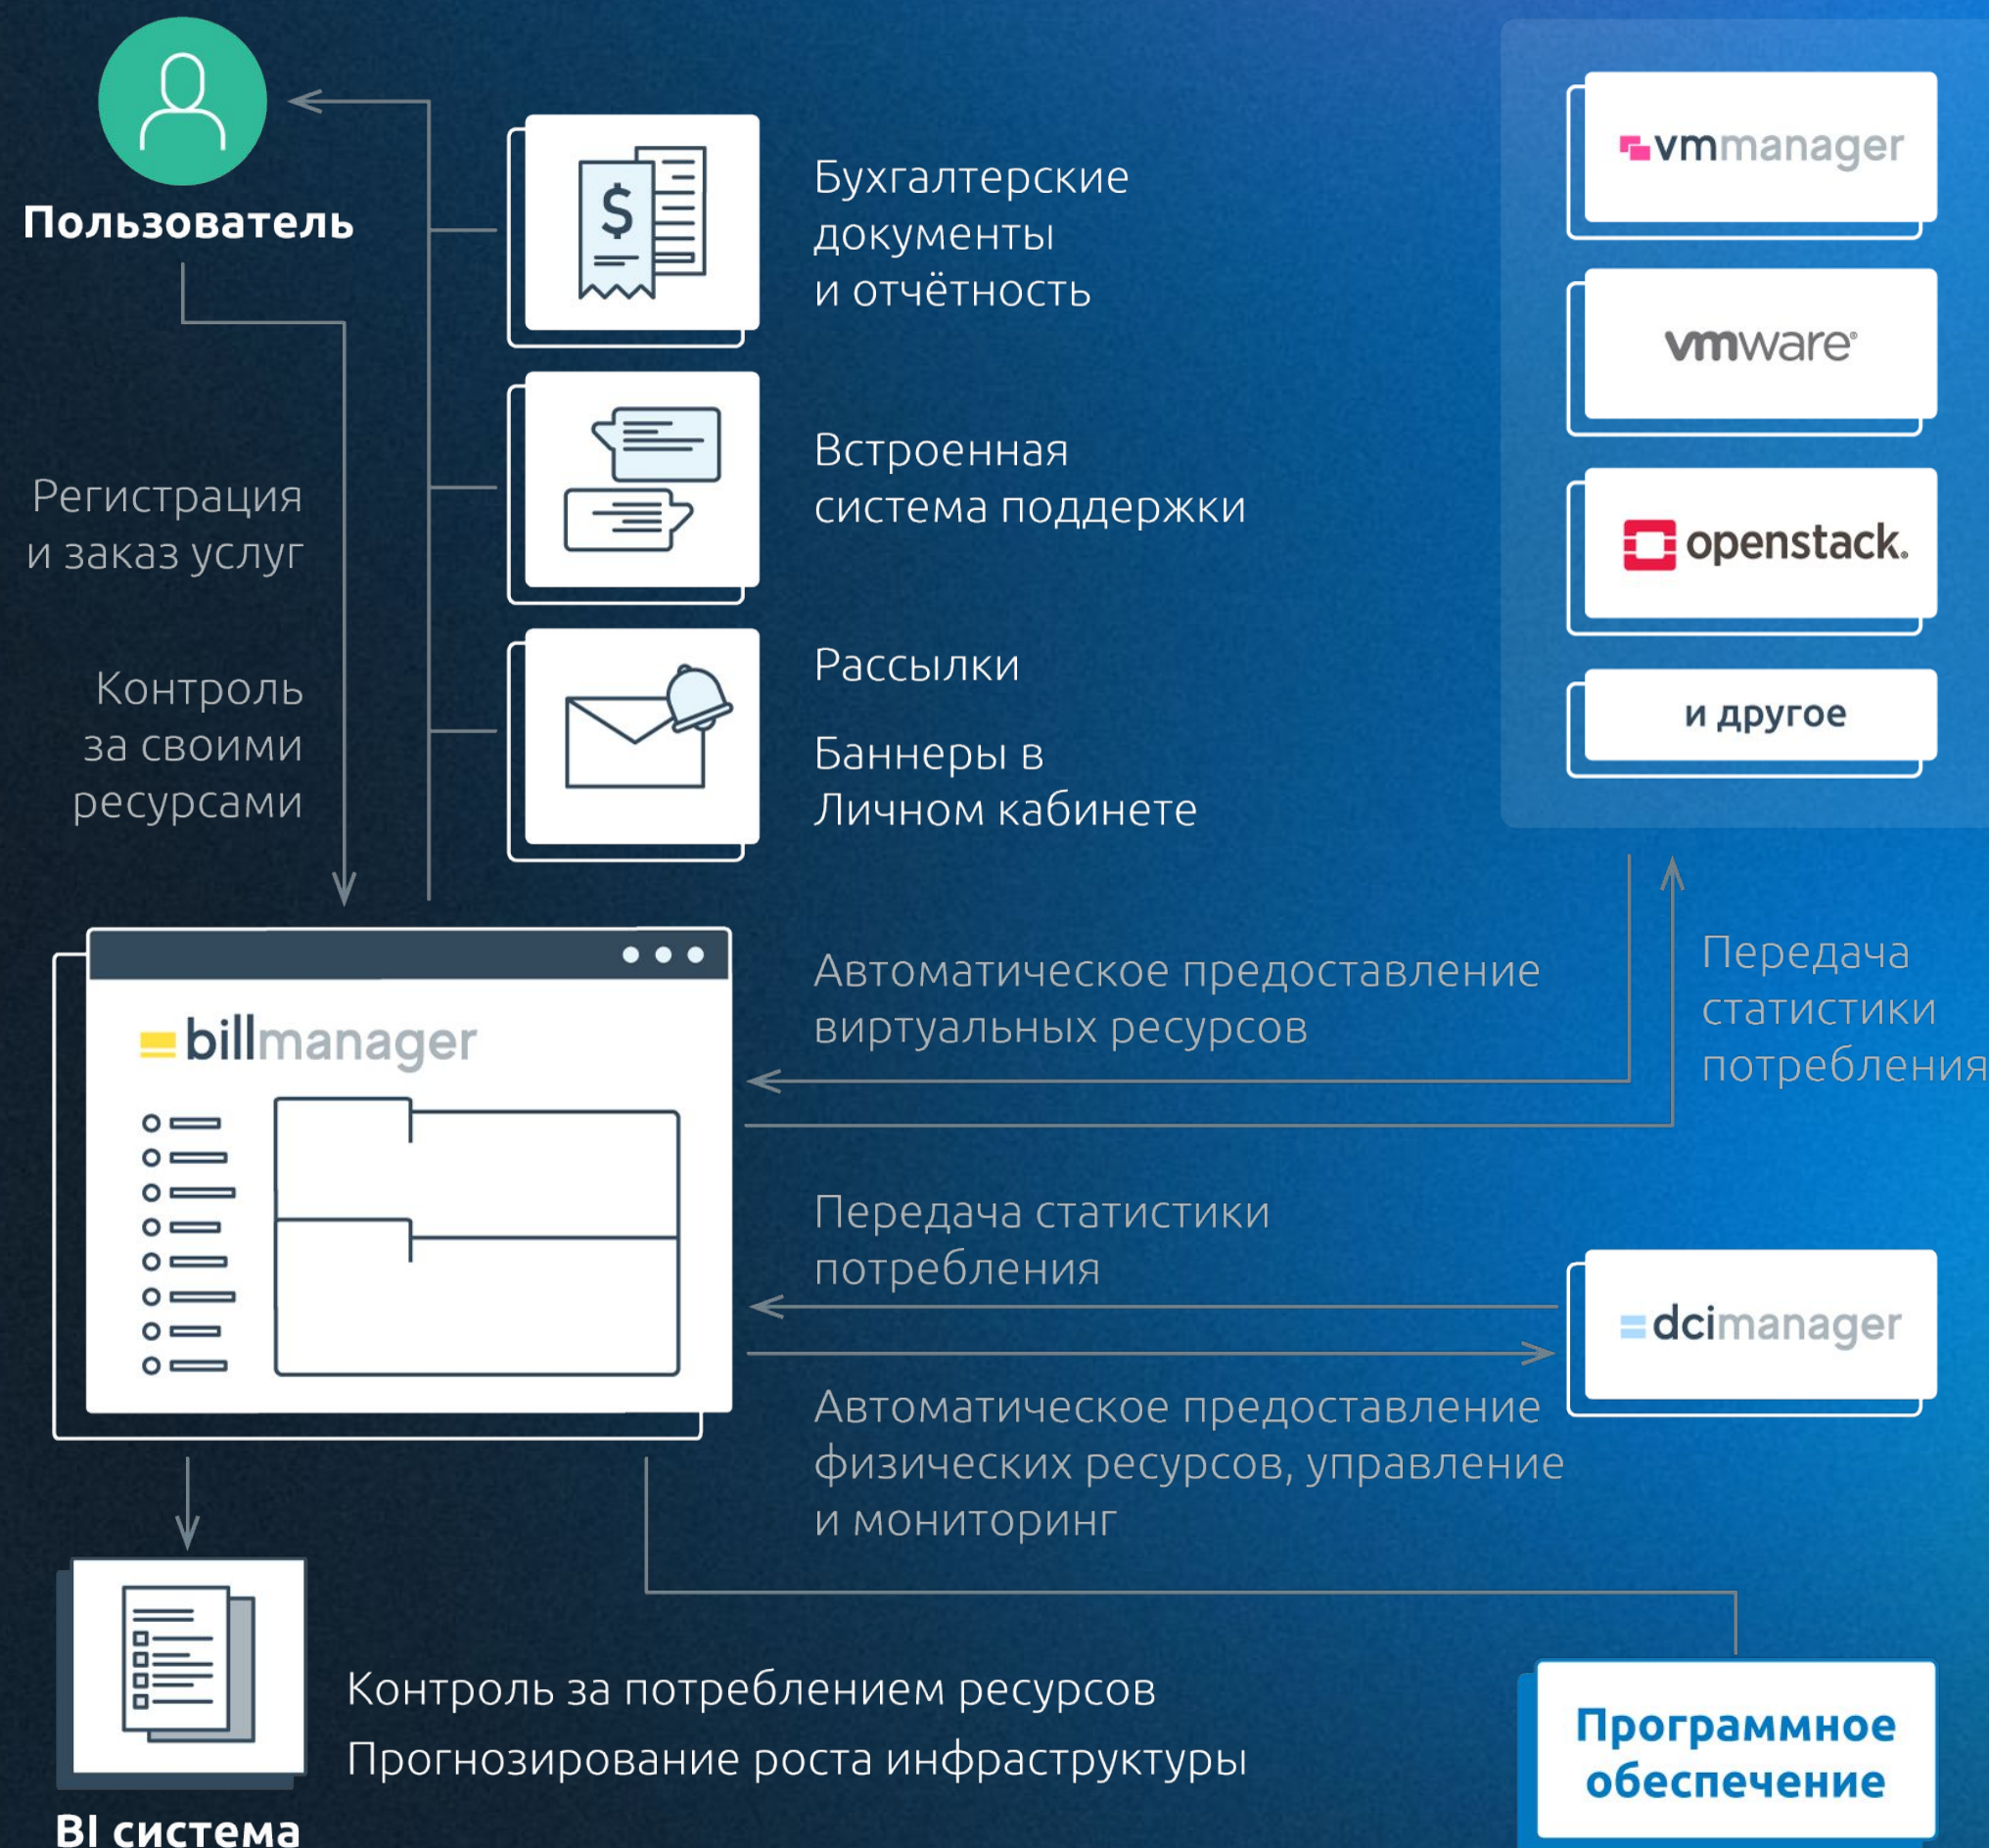 Пользователь
Регистрация
и заказ услуг
Контроль
за своими
ресурсами
Бухгалтерские
документы
и отчётность
Встроенная
система поддержки
Рассылки
Баннеры в
Личном кабинете
vmmanager
vmware®
openstack.
и другое
billmanager
Автоматическое предоставление
виртуальных ресурсов
Передача
статистики
потребления
Передача статистики
потребления
dcimanager
Автоматическое предоставление
физических ресурсов, управление
и мониторинг
Контроль за потреблением ресурсов
Прогнозирование роста инфраструктуры
BI система
Программное
обеспечение
$